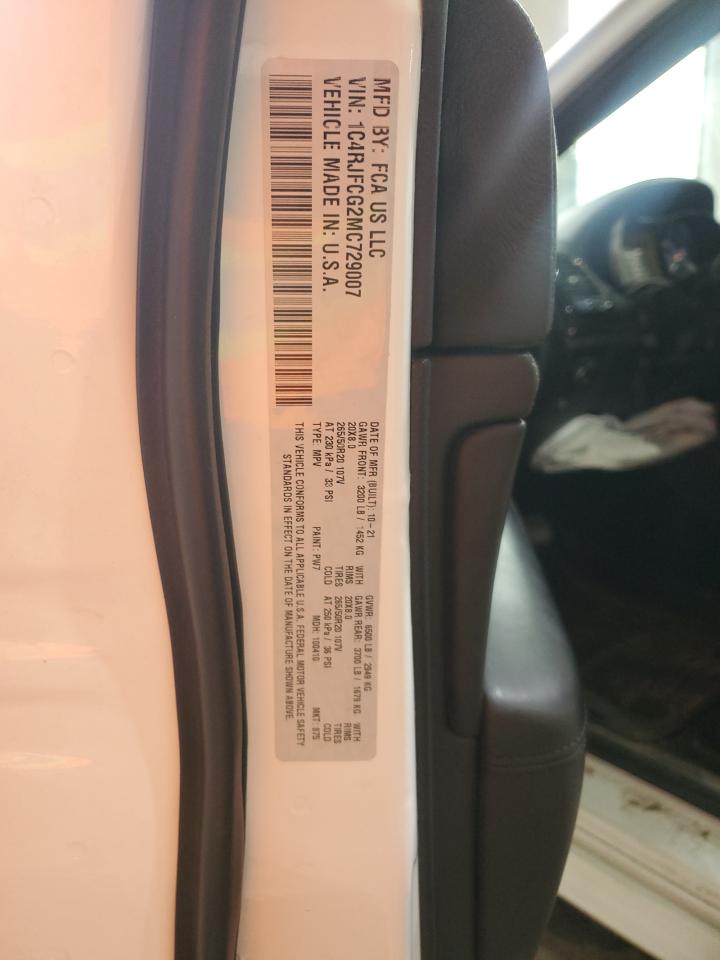 MFD BY: FCA US LLC
VIN: 1C4RJFCG2MC729007
VEHICLE MADE IN: U.S.A.
DATE OF MFR (BUILT): 10-21 GVWR: 6500 LB / 2949 KG
GAWR FRONT: 3200 LB / 1452 KG WITH GAWR REAR: 3700 LB / 1678 KG WITH
20X8.0 RIMS 20X8.0 RIMS
265/50R20 107V TIRES 265/50R20 107V TIRES
AT 230 kPa / 33 PSI COLD AT 250 kPa / 36 PSI COLD
TYPE: MPV PAINT: PW7 MDH: 100410 MKT: 875
THIS VEHICLE CONFORMS TO ALL APPLICABLE U.S.A. FEDERAL MOTOR VEHICLE SAFETY
STANDARDS IN EFFECT ON THE DATE OF MANUFACTURE SHOWN ABOVE.